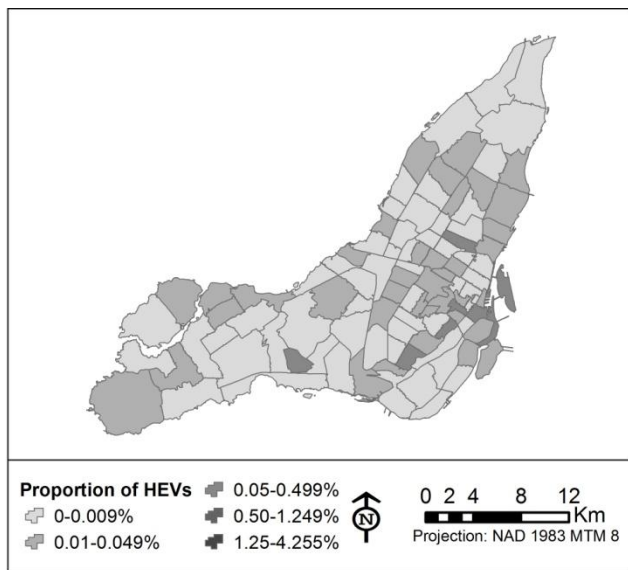 Proportion of HEVs
0-0.009%
0.01-0.049%
0.05-0.499%
0.50-1.249%
1.25-4.255%
N
0 2 4 8 12
Km
Projection: NAD 1983 MTM 8